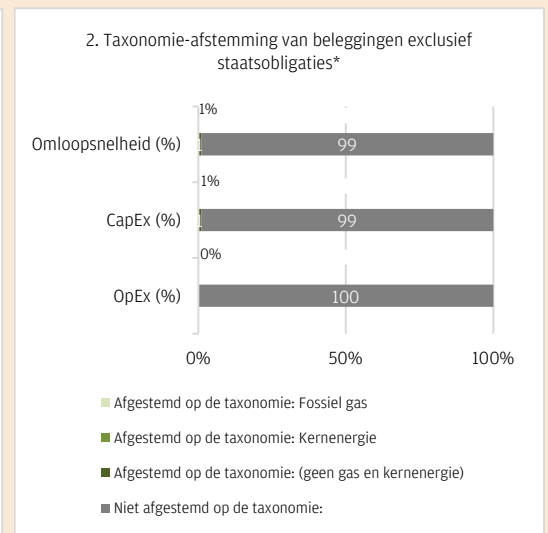 2. Taxonomie-afstemming van beleggingen exclusief
staatsobligaties*
1%
Omloopsnelheid (%) 1 99
1%
CapEx (%) 1 99
0%
OpEx (%) 100
0% 50% 100%
Afgestemd op de taxonomie: Fossiel gas
Afgestemd op de taxonomie: Kernenergie
Afgestemd op de taxonomie: (geen gas en kernenergie)
Niet afgestemd op de taxonomie: